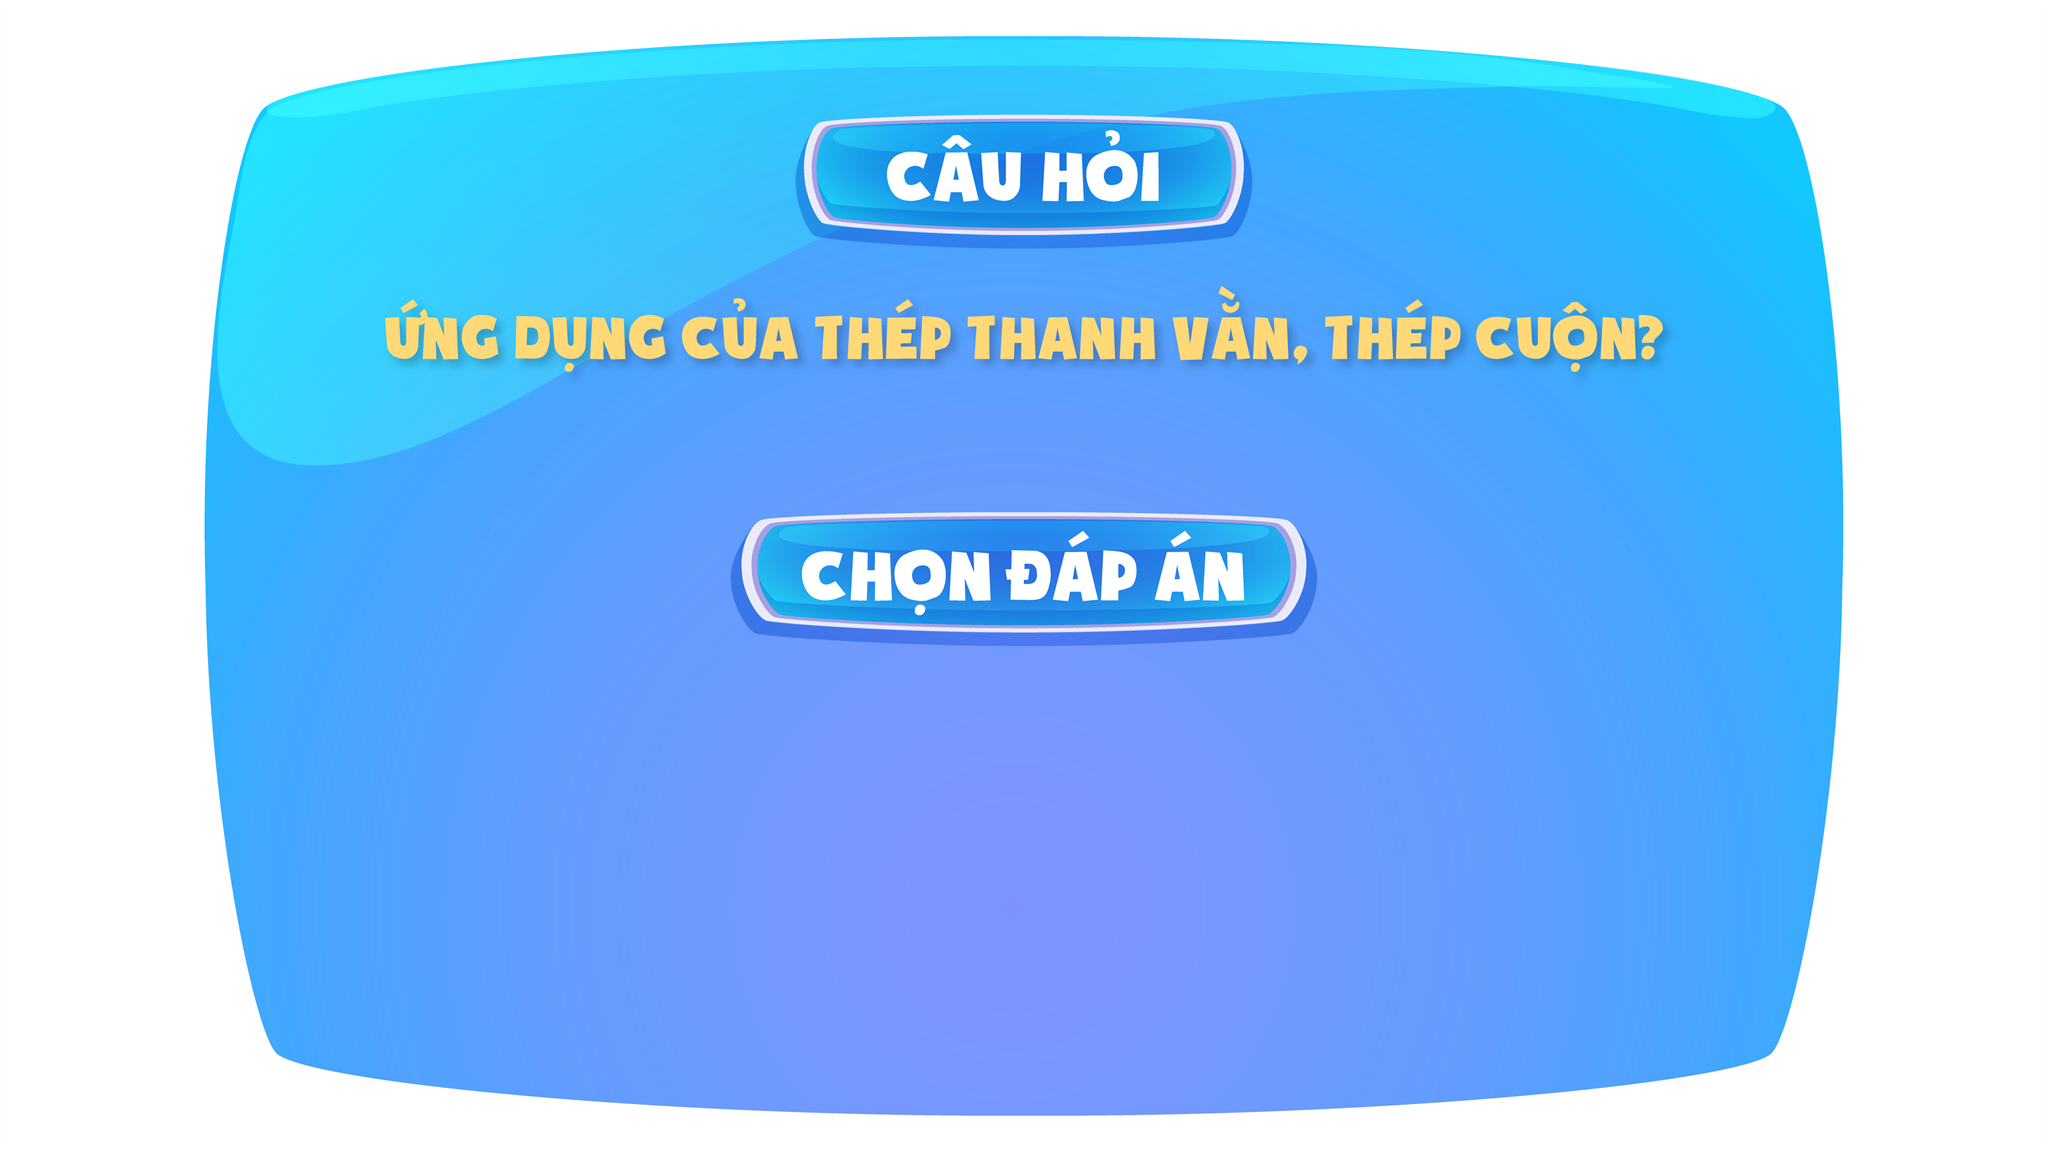 CÂU HỎI
ỨNG DỤNG CỦA THÉP THANH VẰN, THÉP CUỘN?
CHỌN ĐÁP ÁN